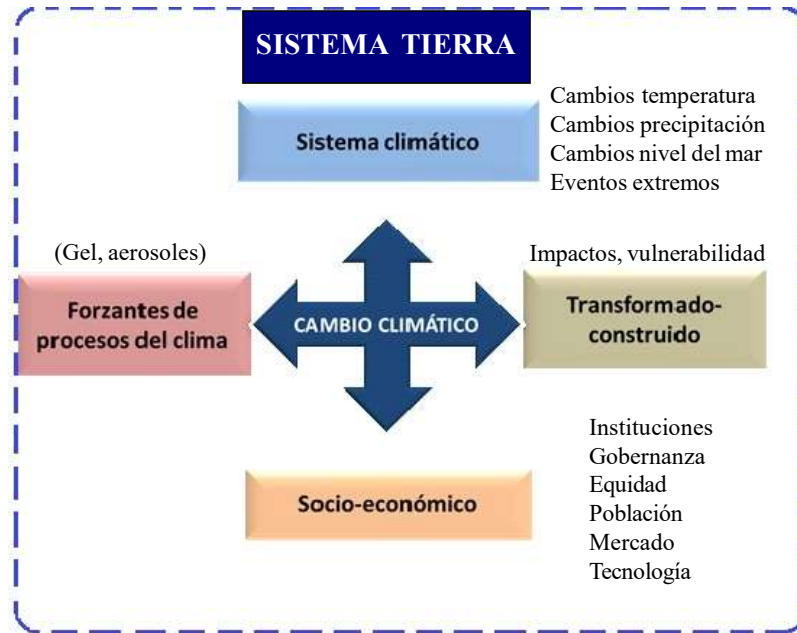 SISTEMA TIERRA
Sistema climático
Cambios temperatura
Cambios precipitación
Cambios nivel del mar
Eventos extremos
(Gel, aerosoles)
Forzantes de
procesos del clima
CAMBIO CLIMÁTICO
Impactos, vulnerabilidad
Transformado-
construido
Socio-económico
Instituciones
Gobernanza
Equidad
Población
Mercado
Tecnología